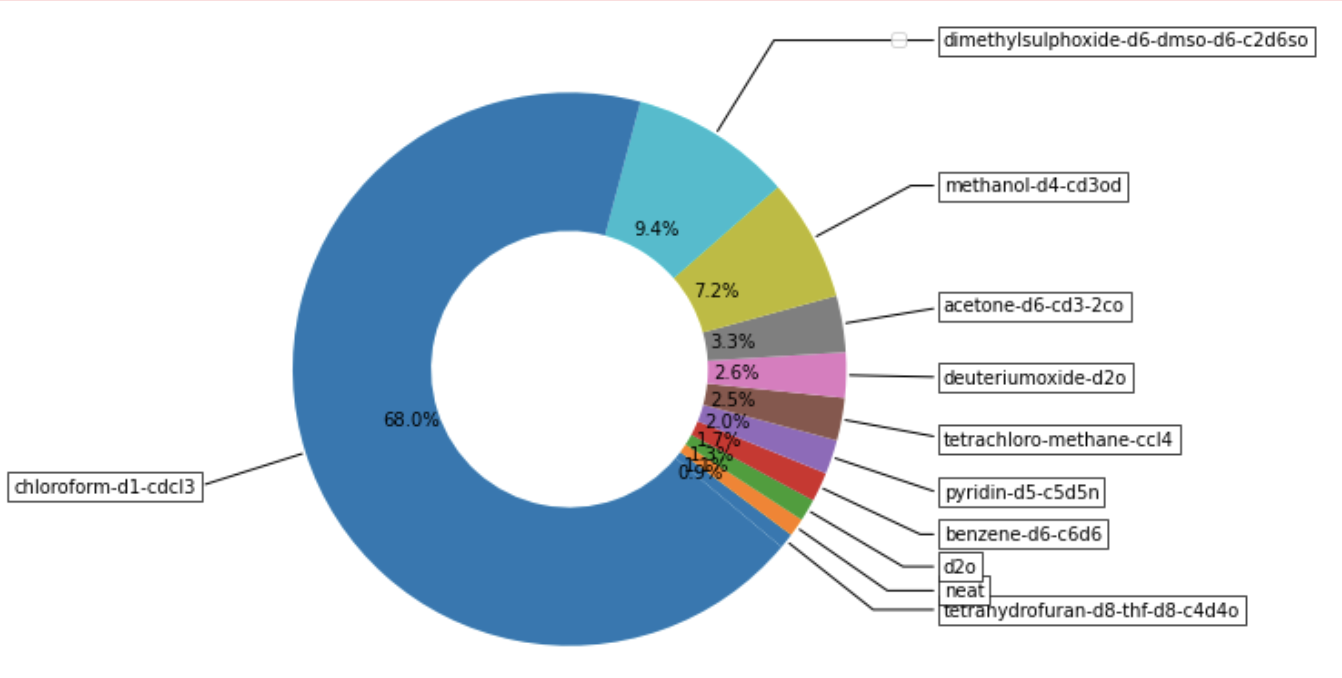 dimethylsulphoxide-d6-dmso-d6-c2d6so
methanol-d4-cd3od
9.4%
7.2%
acetone-d6-cd3-2co
3.3%
2.6%
deuteriumoxide-d2o
2.5%
68.0%
2.0%
1.7%
tetrachloro-methane-ccl4
1.3%
0.9%
chloroform-d1-cdcl3
pyridin-d5-c5d5n
benzene-d6-c6d6
d2o
neat
tetrahydrofuran-d8-thf-d8-c4d4o